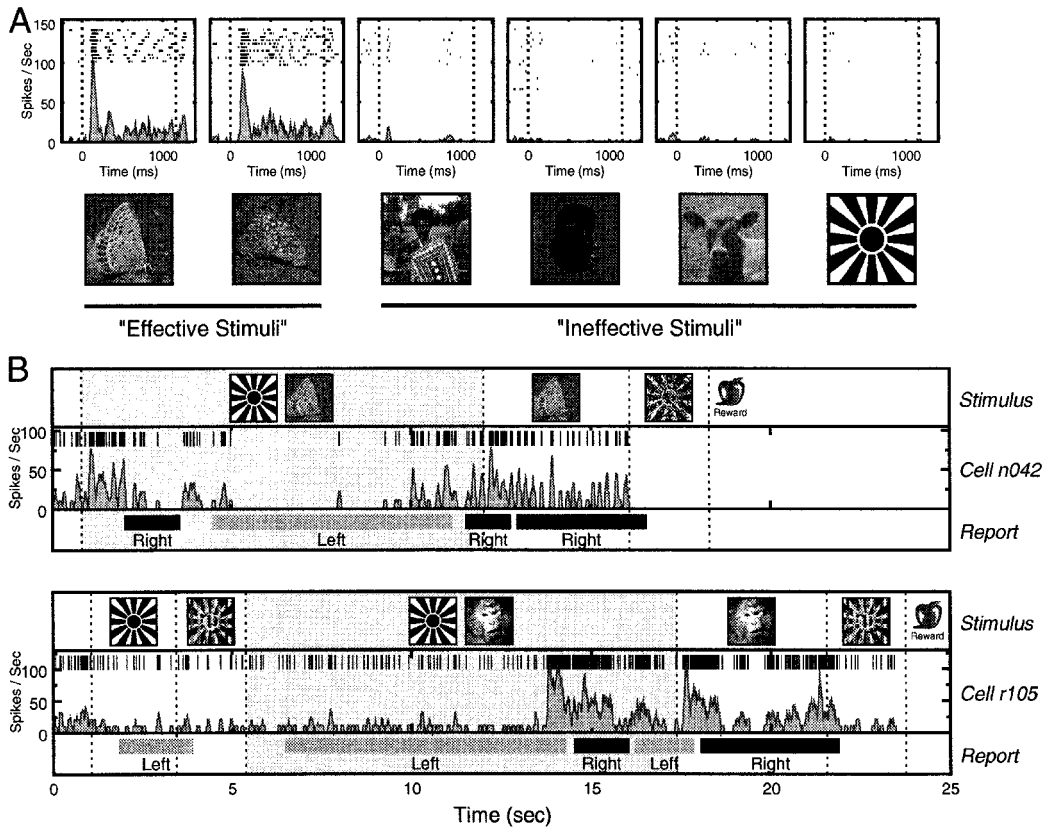 A
150
100
50
0
Spikes / Sec
0 1000 0 1000 0 1000 0 1000 0 1000 0 1000
Time (ms) Time (ms) Time (ms) Time (ms) Time (ms) Time (ms)
"Effective Stimuli" "Ineffective Stimuli"
B
Reward
Stimulus
100
50
0
Spikes / Sec
Cell n042
Right Left Right Right
Report
Reward
Stimulus
100
50
0
Spikes / Sec
Cell r105
Left Left Right Left Right
Report
0 5 10 15 20 25
Time (sec)